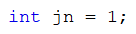 int jn = 1;